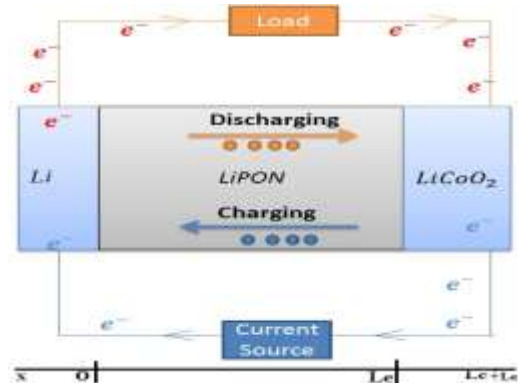 e⁻ Load e⁻
e⁻ e⁻
e⁻ e⁻
e⁻ Discharging
Li LiPON LiCoO₂
Charging
e⁻ e⁻
e⁻
e⁻ Current e⁻
Source
x 0 Le Lc+Le